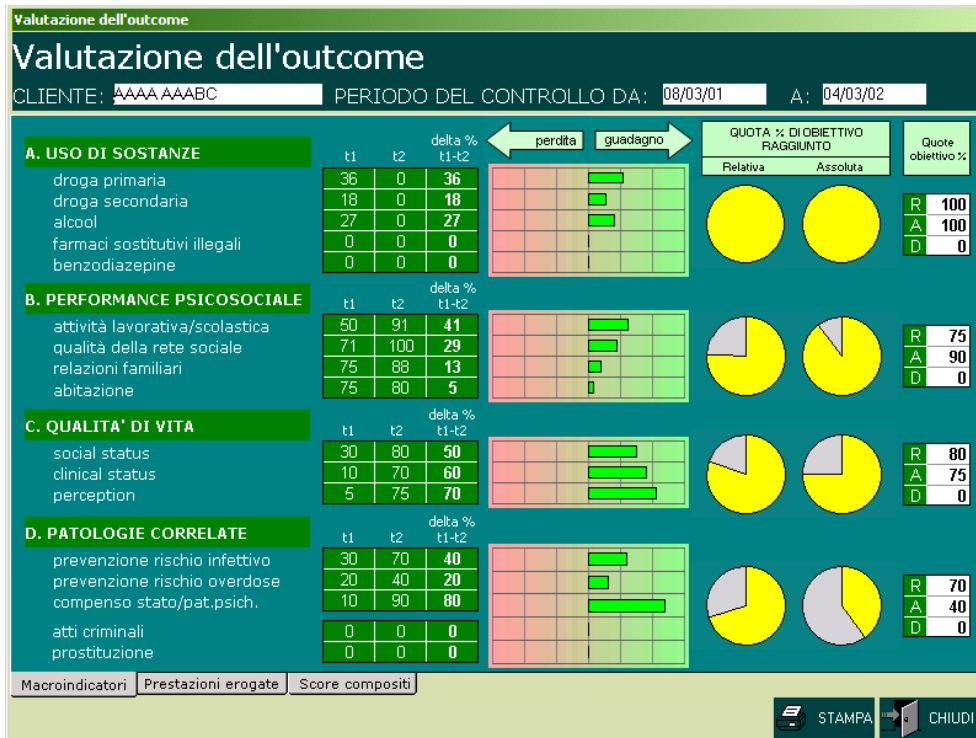 Valutazione dell'outcome
Valutazione dell'outcome
CLIENTE: AAAA AAABC PERIODO DEL CONTROLLO DA: 08/03/01 A: 04/03/02
A. USO DI SOSTANZE t1 t2 delta % t1-t2 perdita guadagno QUOTA % DI OBIETTIVO RAGGIUNTO Relativa Assoluta Quote obiettivo %
droga primaria 36 0 36
droga secondaria 18 0 18 R 100
alcool 27 0 27 A 100
farmaci sostitutivi illegali 0 0 0 D 0
benzodiazepine 0 0 0
B. PERFORMANCE PSICOSOCIALE t1 t2 delta % t1-t2
attività lavorativa/scolastica 50 91 41 R 75
qualità della rete sociale 71 100 29 A 90
relazioni familiari 75 88 13 D 0
abitazione 75 80 5
C. QUALITA' DI VITA t1 t2 delta % t1-t2
social status 30 80 50 R 80
clinical status 10 70 60 A 75
perception 5 75 70 D 0
D. PATOLOGIE CORRELATE t1 t2 delta % t1-t2
prevenzione rischio infettivo 30 70 40
prevenzione rischio overdose 20 40 20 R 70
compenso stato/pat.psich. 10 90 80 A 40
atti criminali 0 0 0 D 0
prostituzione 0 0 0
Macroindicatori Prestazioni erogate Score compositi
STAMPA CHIUDI